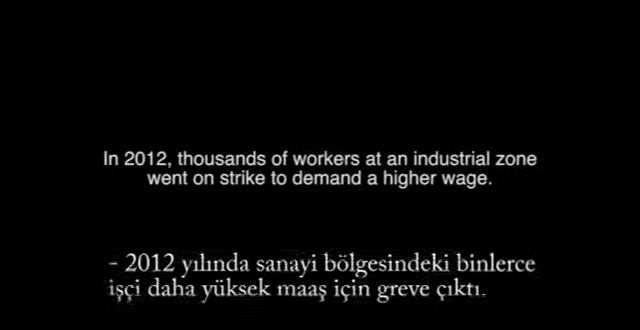 In 2012, thousands of workers at an industrial zone
went on strike to demand a higher wage.
- 2012 yılında sanayi bölgesindeki binlerce
işçi daha yüksek maaş için greve çıktı.